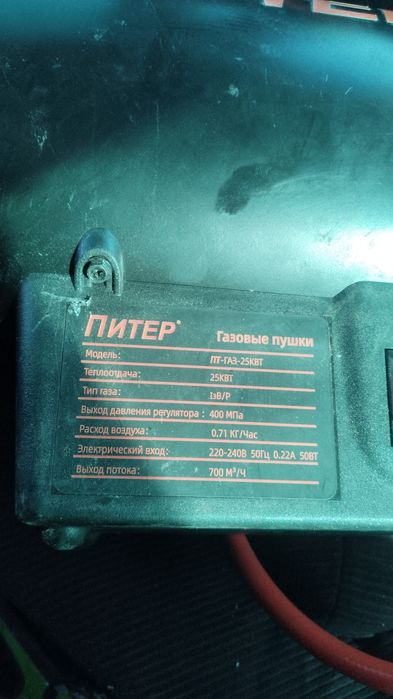 ПИТЕР®
Газовые пушки
Модель: ПТ-ГАЗ-25КВТ
Теплоотдача: 25КВТ
Тип газа: IзВ/Р
Выход давления регулятора: 400 МПа
Расход воздуха: 0.71 КГ/Час
Электрический вход: 220-240В 50Гц 0.22А 50ВТ
Выход потока: 700 М³/Ч